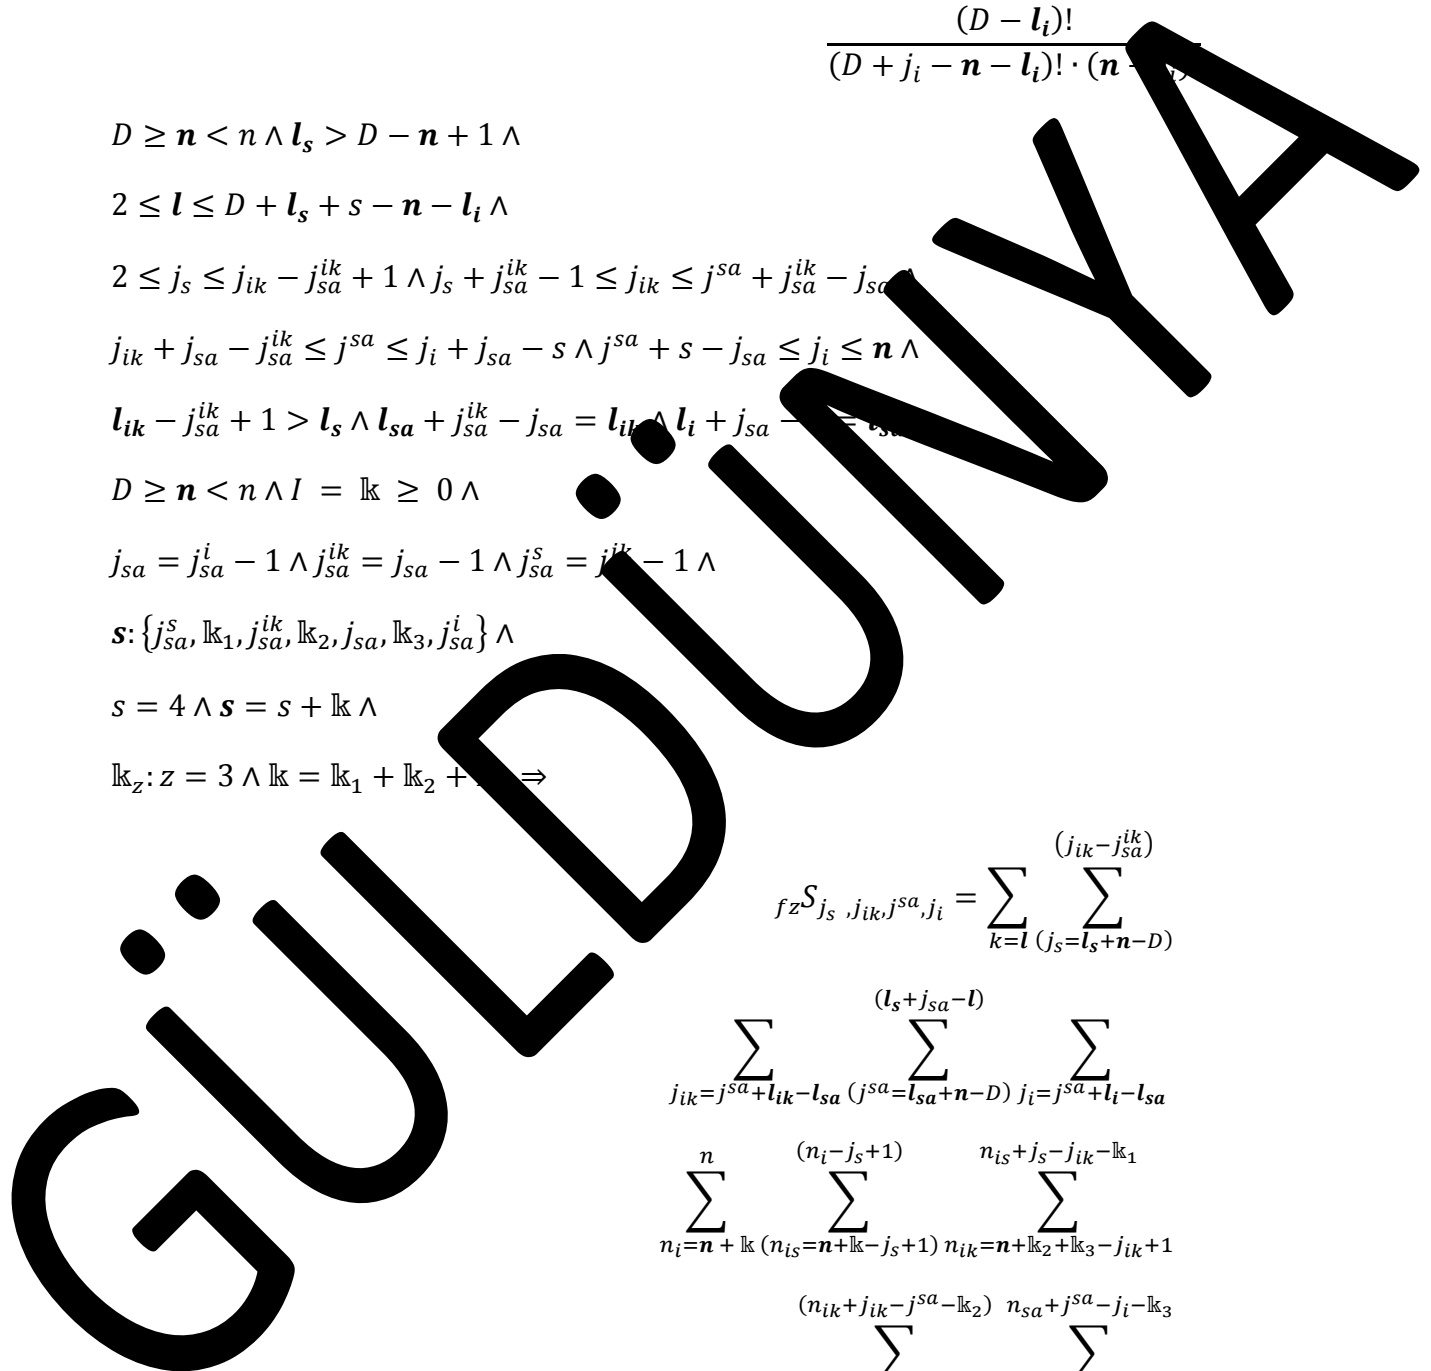 (D − l_i)!
(D + j_i − n − l_i)! · (n
D ≥ n < n ∧ l_s > D − n + 1 ∧
2 ≤ l ≤ D + l_s + s − n − l_i ∧
2 ≤ j_s ≤ j_ik − j_sa^ik + 1 ∧ j_s + j_sa^ik − 1 ≤ j_ik ≤ j^sa + j_sa^ik − j_sa ∧
j_ik + j_sa − j_sa^ik ≤ j^sa ≤ j_i + j_sa − s ∧ j^sa + s − j_sa ≤ j_i ≤ n ∧
l_ik − j_sa^ik + 1 > l_s ∧ l_sa + j_sa^ik − j_sa = l_ik ∧ l_i + j_sa − = l_sa
D ≥ n < n ∧ I = 𝕜 ≥ 0 ∧
j_sa = j_sa^i − 1 ∧ j_sa^ik = j_sa − 1 ∧ j_sa^s = − 1 ∧
s: {j_sa^s, 𝕜_1, j_sa^ik, 𝕜_2, j_sa, 𝕜_3, j_sa^i} ∧
s = 4 ∧ s = s + 𝕜 ∧
𝕜_z: z = 3 ∧ 𝕜 = 𝕜_1 + 𝕜_2 + ⇒
(j_ik−j_sa^ik)
fzS_{j_s ,j_ik,j^sa,j_i} = ∑ ∑
k=l (j_s=l_s+n−D)
(l_s+j_sa−l)
∑ ∑ ∑
j_ik=j^sa+l_ik−l_sa (j^sa=l_sa+n−D) j_i=j^sa+l_i−l_sa
n (n_i−j_s+1) n_is+j_s−j_ik−𝕜_1
∑ ∑ ∑
n_i=n + 𝕜 (n_is=n+𝕜−j_s+1) n_ik=n+𝕜_2+𝕜_3−j_ik+1
(n_ik+j_ik−j^sa−𝕜_2) n_sa+j^sa−j_i−𝕜_3
∑ ∑
GÜLDÜNYA